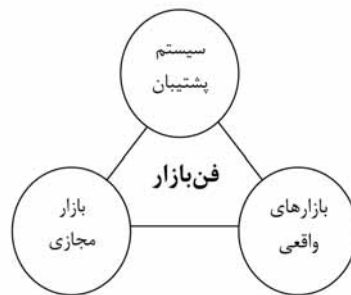 سیستم
پشتیبان
فن‌بازار
بازارهای
واقعی
بازار
مجازی